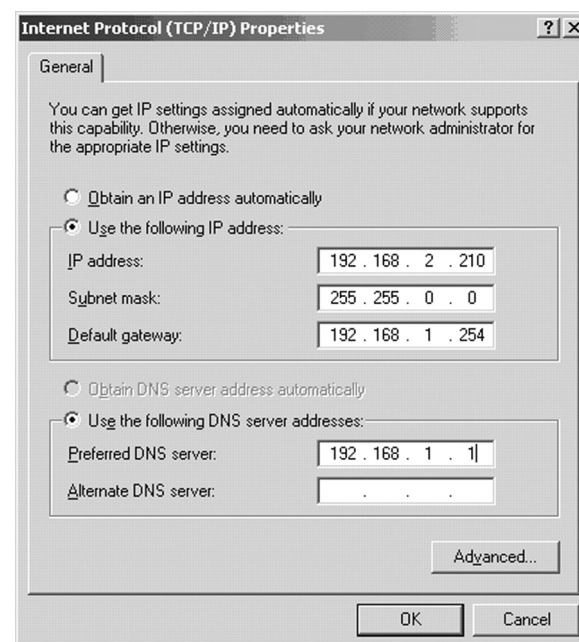 Internet Protocol (TCP/IP) Properties
General
You can get IP settings assigned automatically if your network supports
this capability. Otherwise, you need to ask your network administrator for
the appropriate IP settings.
Obtain an IP address automatically
Use the following IP address:
IP address: 192 . 168 . 2 . 210
Subnet mask: 255 . 255 . 0 . 0
Default gateway: 192 . 168 . 1 . 254
Obtain DNS server address automatically
Use the following DNS server addresses:
Preferred DNS server: 192 . 168 . 1 . 1
Alternate DNS server: . . .
Advanced...
OK Cancel